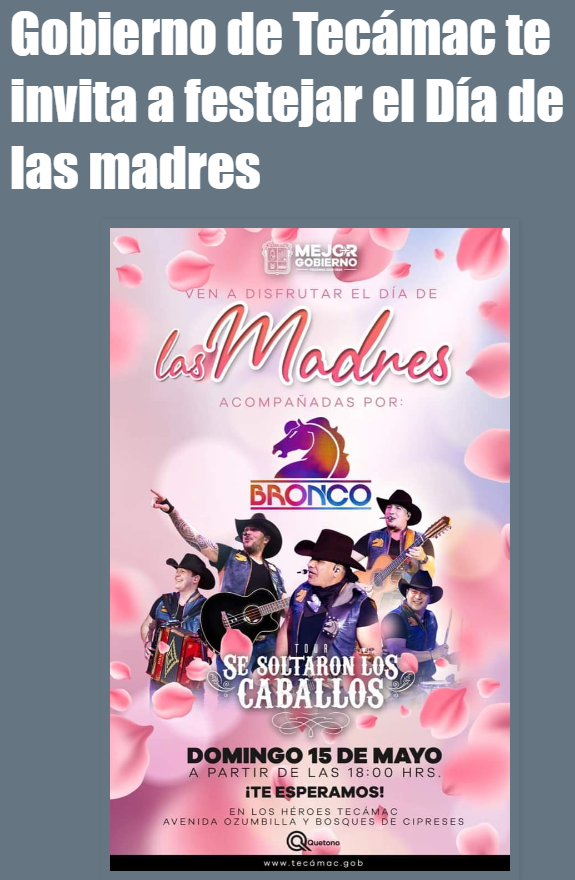 Gobierno de Tecámac te
invita a festejar el Día de
las madres
MEJOR
GOBIERNO
VEN A DISFRUTAR EL DÍA DE
las Madres
ACOMPAÑADAS POR:
BRONCO
TOUR
SE SOLTARON LOS
CABALLOS
DOMINGO 15 DE MAYO
A PARTIR DE LAS 18:00 HRS.
¡TE ESPERAMOS!
EN LOS HÉROES TECÁMAC
AVENIDA OZUMBILLA Y BOSQUES DE CIPRESES
Quetono
www.tecámac.gob